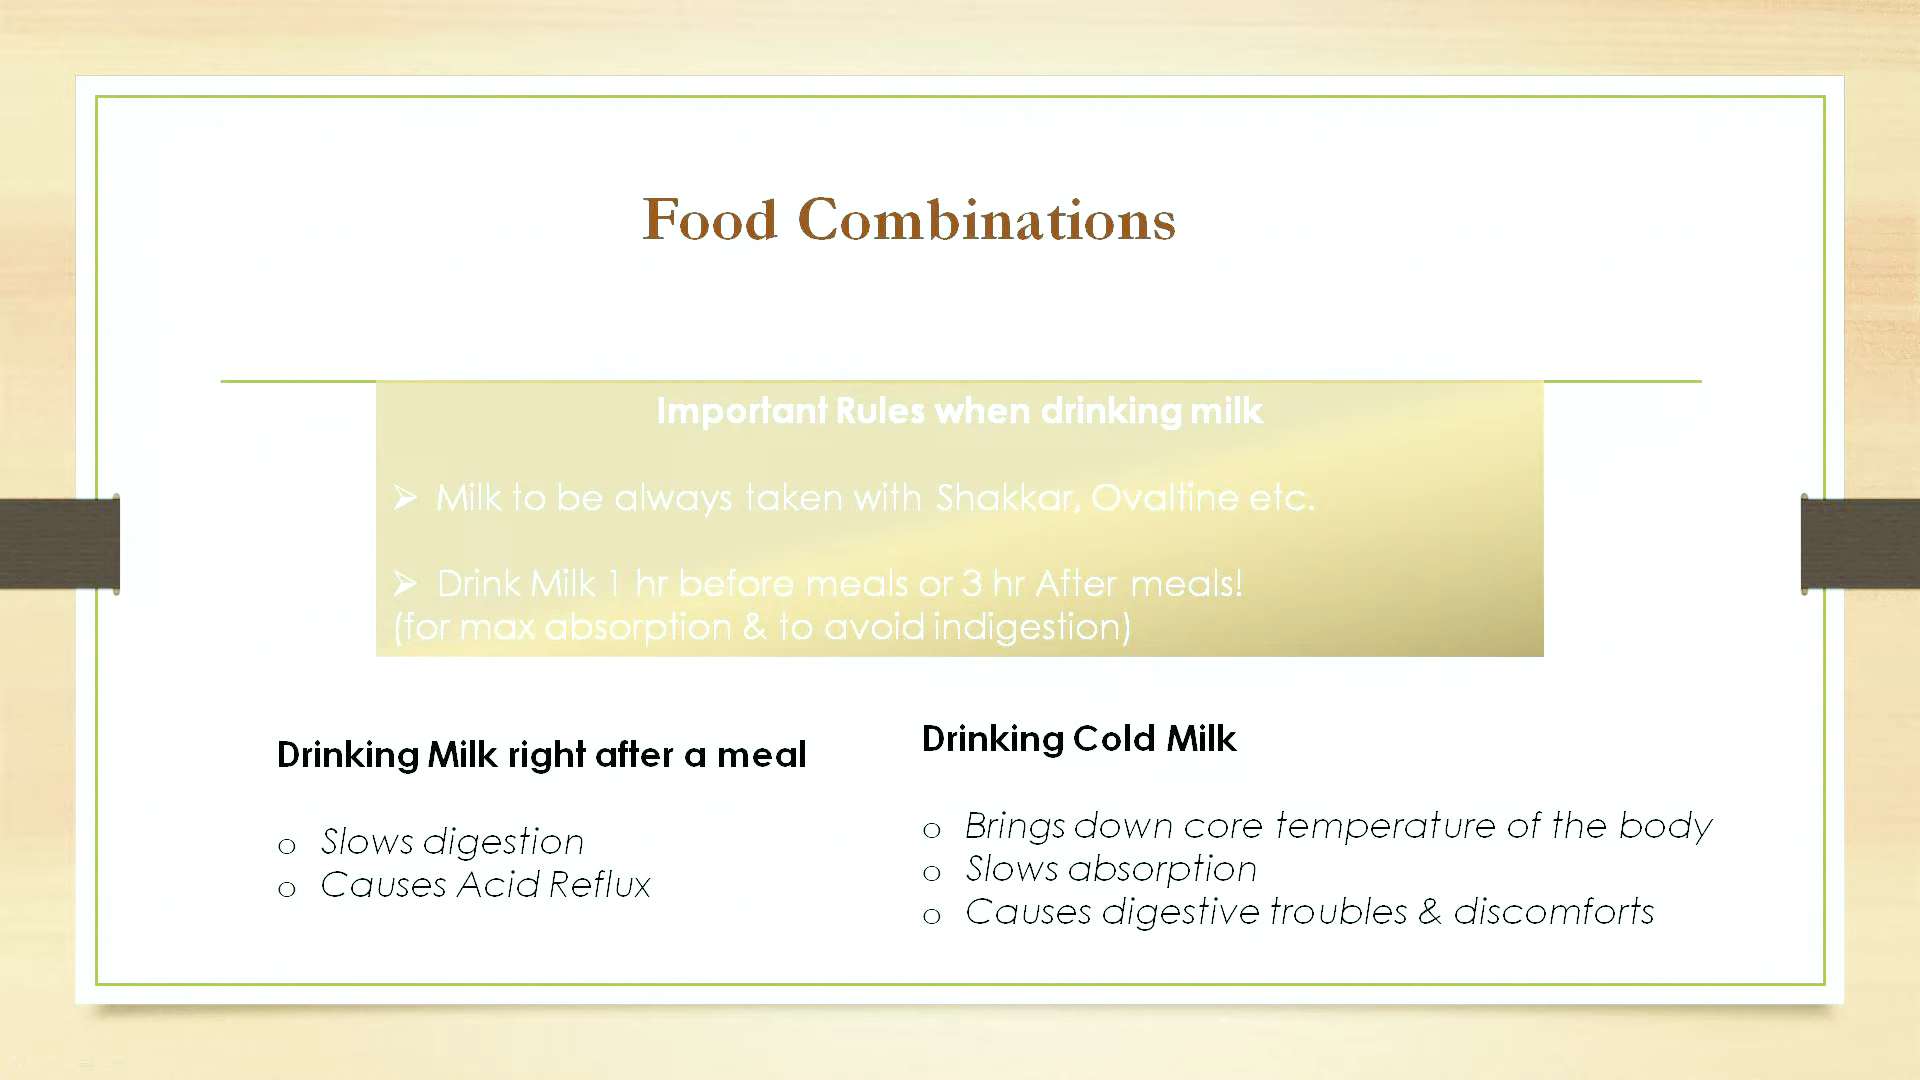 Food Combinations
Important Rules when drinking milk
➢ Milk to be always taken with Shakkar, Ovaltine etc.
➢ Drink Milk 1 hr before meals or 3 hr After meals!
(for max absorption & to avoid indigestion)
Drinking Milk right after a meal
o Slows digestion
o Causes Acid Reflux
Drinking Cold Milk
o Brings down core temperature of the body
o Slows absorption
o Causes digestive troubles & discomforts